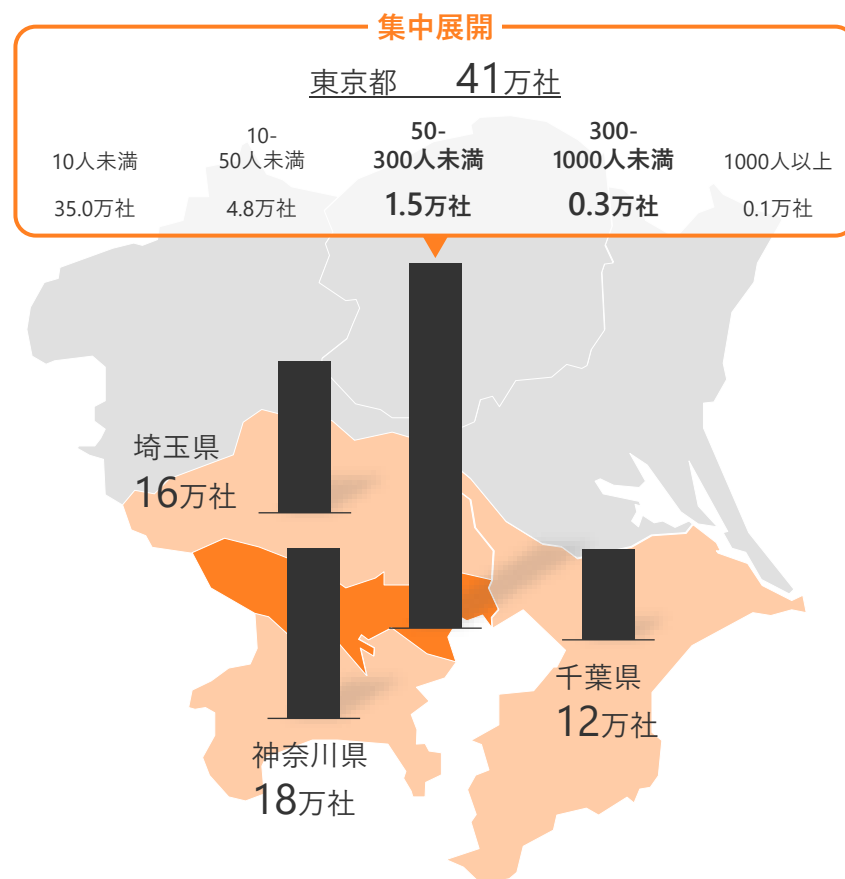 集中展開
東京都 41万社
10人未満
10-
50人未満
50-
300人未満
300-
1000人未満
1000人以上
35.0万社
4.8万社
1.5万社
0.3万社
0.1万社
埼玉県
16万社
千葉県
12万社
神奈川県
18万社